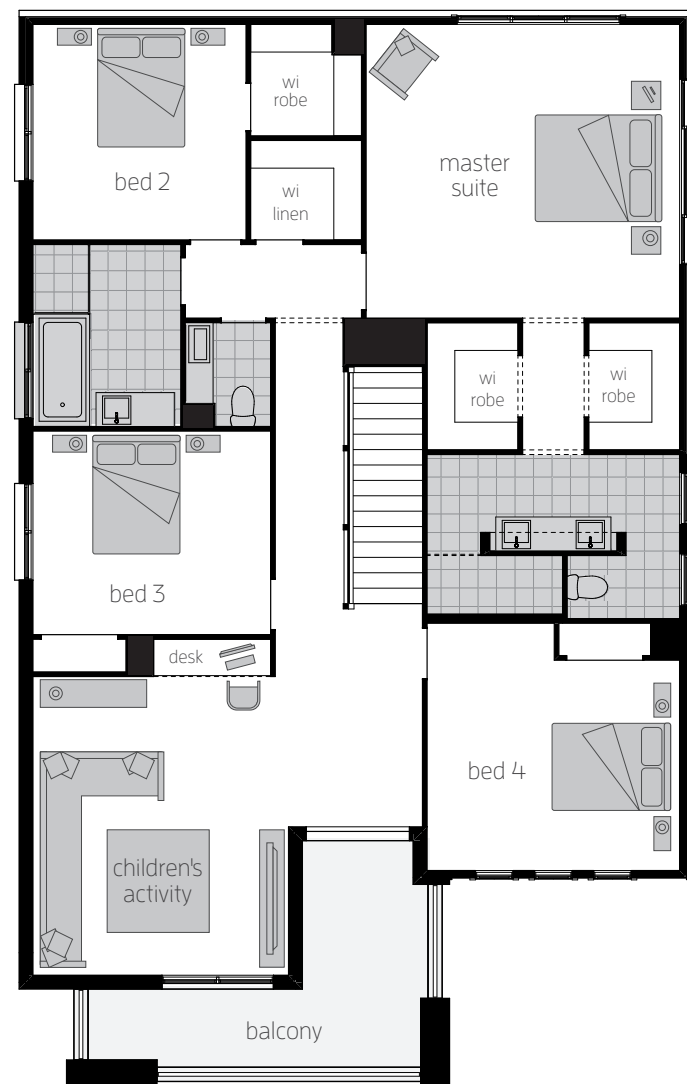 wi
robe
bed 2
master
suite
wi
linen
wi
robe
wi
robe
bed 3
desk
bed 4
children's
activity
balcony